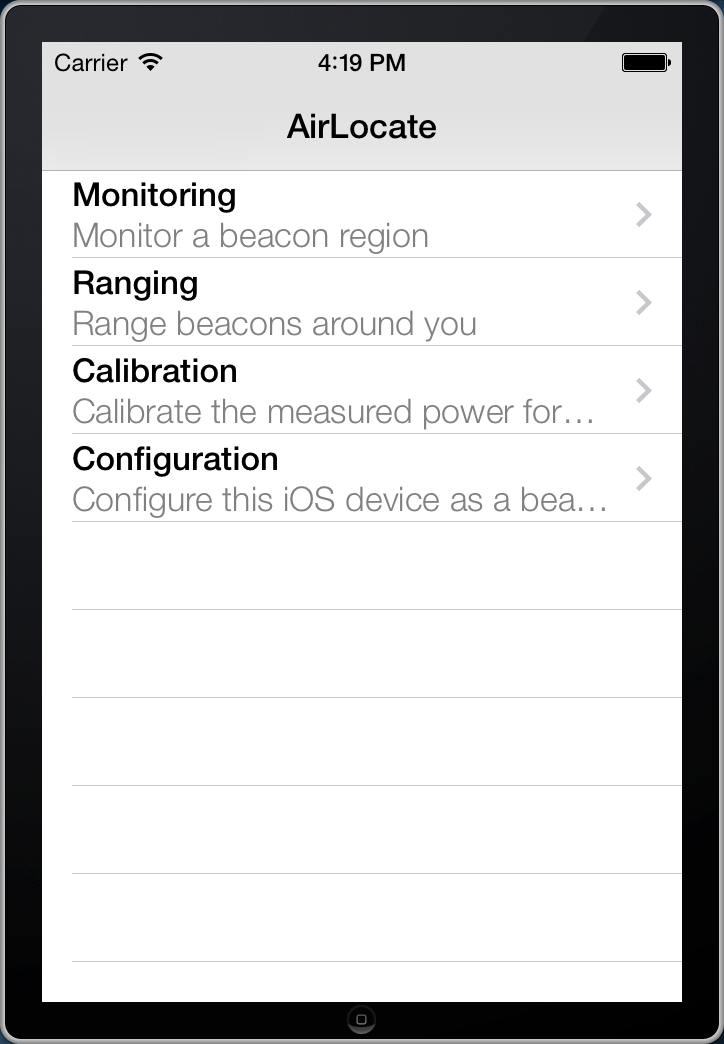 Carrier 4:19 PM
AirLocate
Monitoring
Monitor a beacon region
Ranging
Range beacons around you
Calibration
Calibrate the measured power for…
Configuration
Configure this iOS device as a bea…